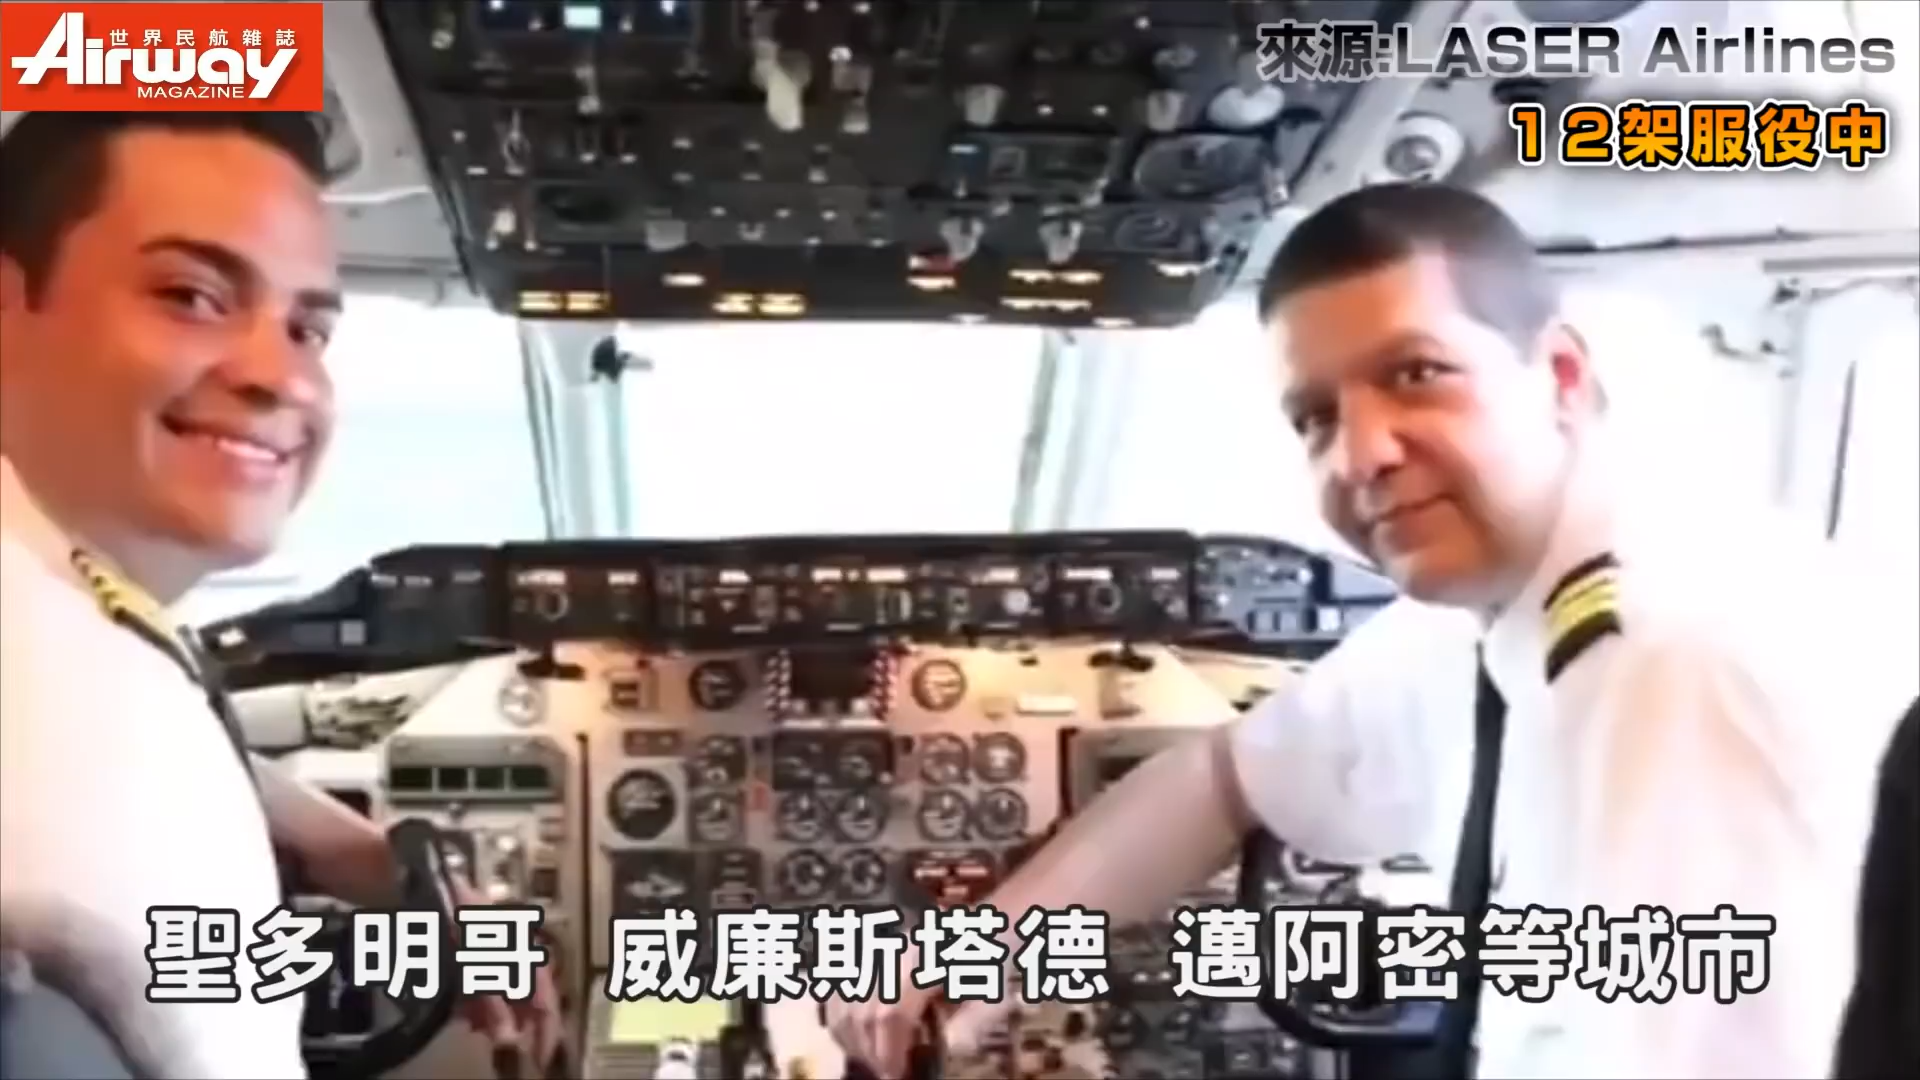 世界民航雜誌
Airway
MAGAZINE
來源:LASER Airlines
12架服役中
聖多明哥 威廉斯塔德 邁阿密等城市